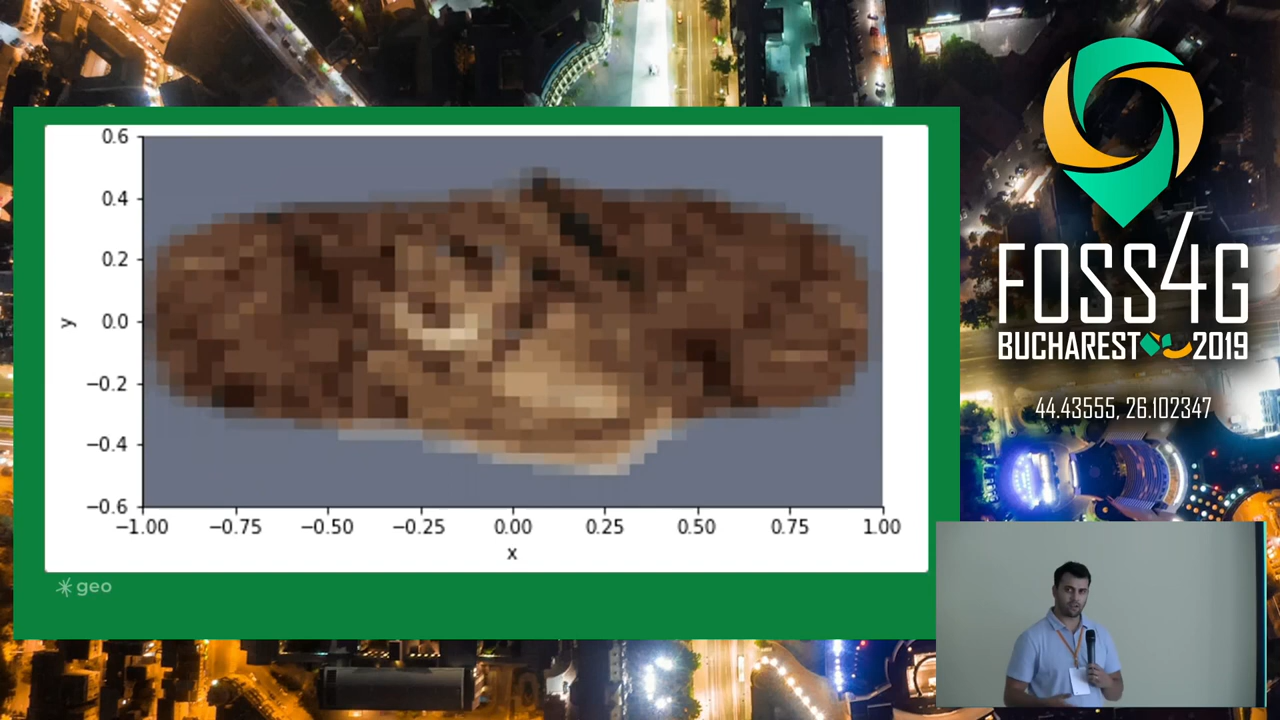 0.6
0.4
0.2
y
0.0
−0.2
−0.4
−0.6
−1.00 −0.75 −0.50 −0.25 0.00 0.25 0.50 0.75 1.00
x
geo
FOSS4G
BUCHAREST 2019
44.43555, 26.102347